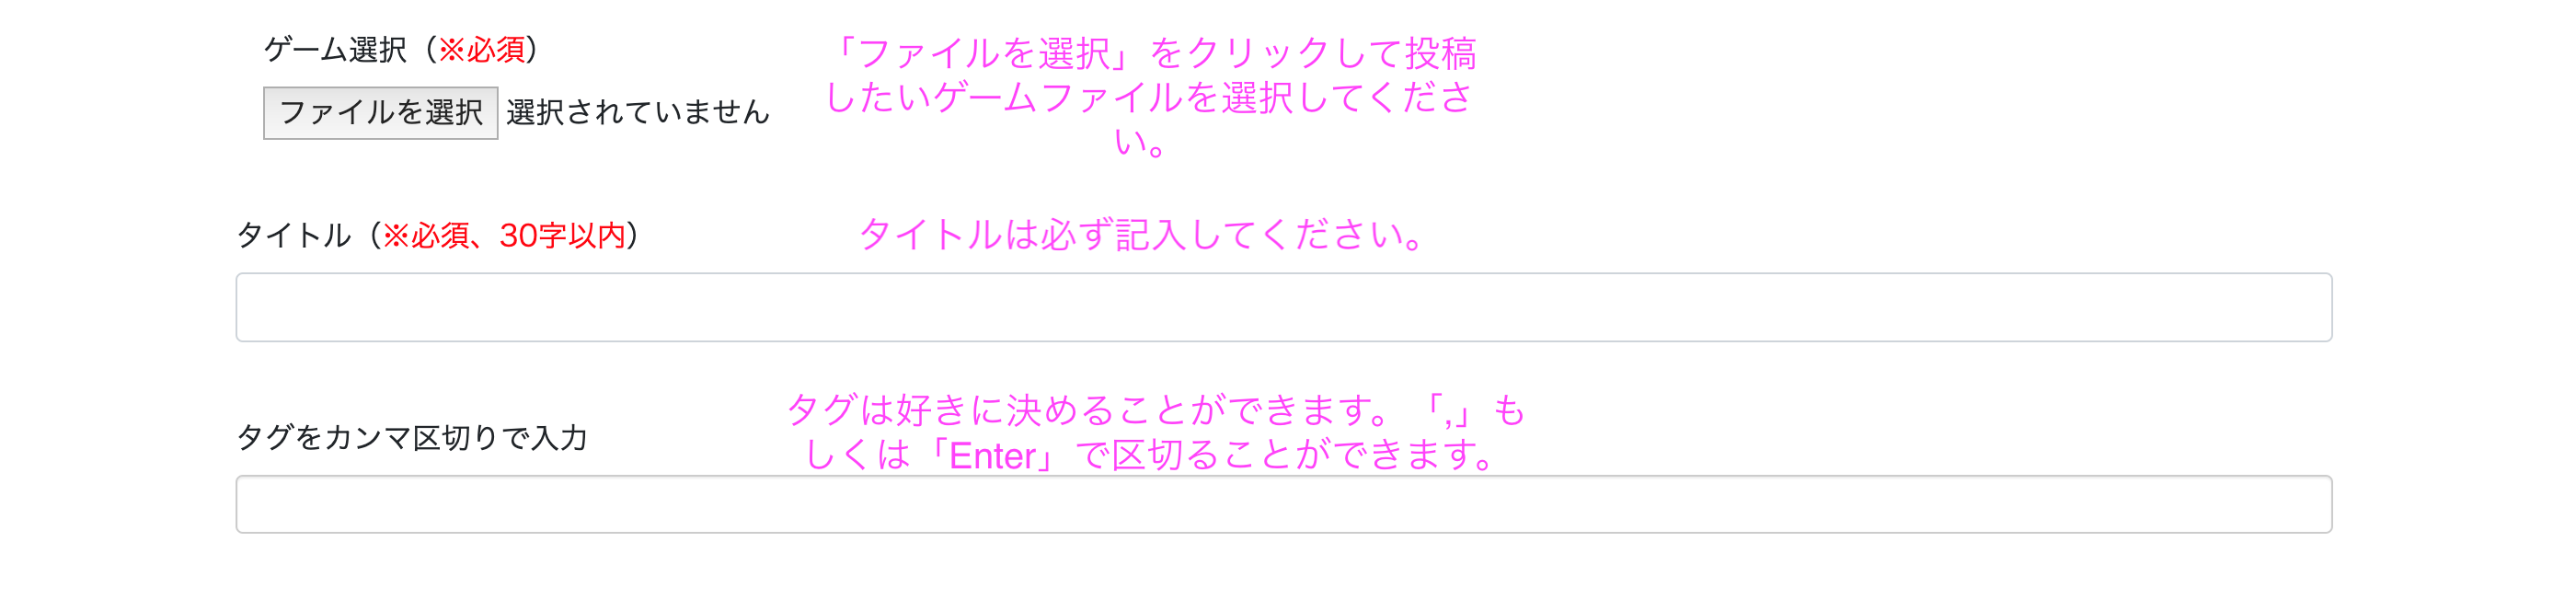 ゲーム選択（※必須）
「ファイルを選択」をクリックして投稿
したいゲームファイルを選択してくださ
い。
ファイルを選択 選択されていません
タイトル（※必須、30字以内）
タイトルは必ず記入してください。
タグは好きに決めることができます。「,」も
しくは「Enter」で区切ることができます。
タグをカンマ区切りで入力